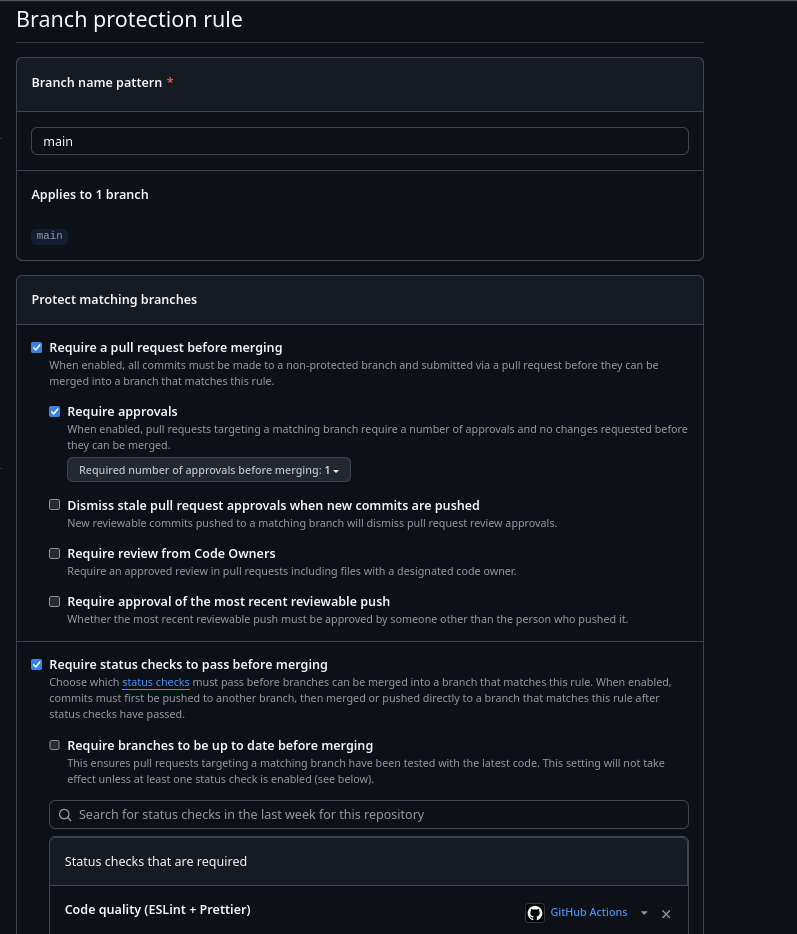 Branch protection rule
Branch name pattern *
main
Applies to 1 branch
main
Protect matching branches
Require a pull request before merging
When enabled, all commits must be made to a non-protected branch and submitted via a pull request before they can be
merged into a branch that matches this rule.
Require approvals
When enabled, pull requests targeting a matching branch require a number of approvals and no changes requested before
they can be merged.
Required number of approvals before merging: 1
Dismiss stale pull request approvals when new commits are pushed
New reviewable commits pushed to a matching branch will dismiss pull request review approvals.
Require review from Code Owners
Require an approved review in pull requests including files with a designated code owner.
Require approval of the most recent reviewable push
Whether the most recent reviewable push must be approved by someone other than the person who pushed it.
Require status checks to pass before merging
Choose which status checks must pass before branches can be merged into a branch that matches this rule. When enabled,
commits must first be pushed to another branch, then merged or pushed directly to a branch that matches this rule after
status checks have passed.
Require branches to be up to date before merging
This ensures pull requests targeting a matching branch have been tested with the latest code. This setting will not take
effect unless at least one status check is enabled (see below).
Search for status checks in the last week for this repository
Status checks that are required
Code quality (ESLint + Prettier)
GitHub Actions